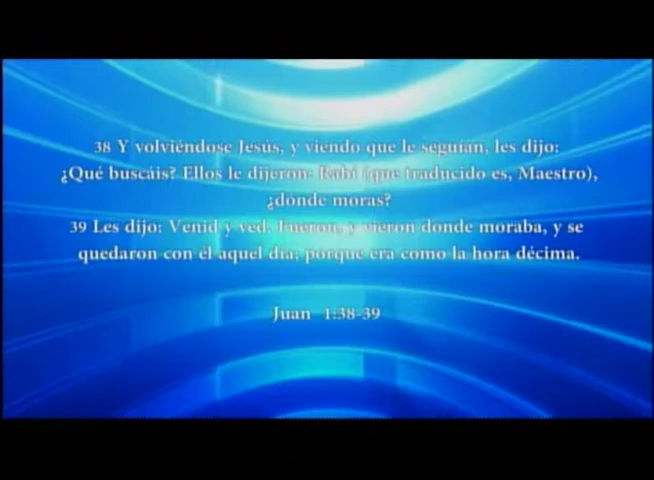 38 Y volviéndose Jesús, y viendo que le seguían, les dijo:
¿Qué buscáis? Ellos le dijeron: Rabí (que traducido es, Maestro),
¿dónde moras?
39 Les dijo: Venid y ved. Fueron, y vieron donde moraba, y se
quedaron con él aquel día; porque era como la hora décima.
Juan 1:38-39